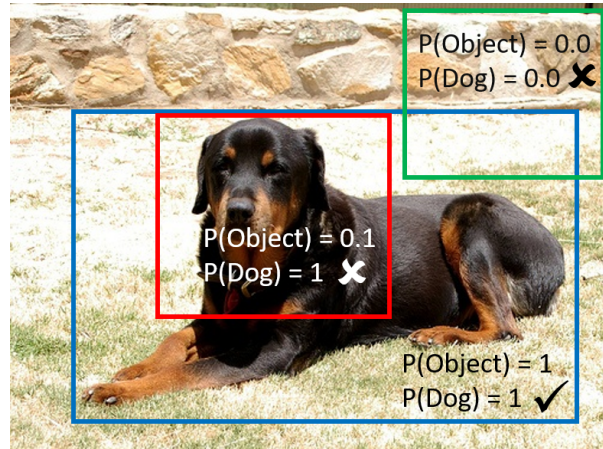 P(Object) = 0.0
P(Dog) = 0.0 ✘
P(Object) = 0.1
P(Dog) = 1 ✘
P(Object) = 1
P(Dog) = 1 ✓